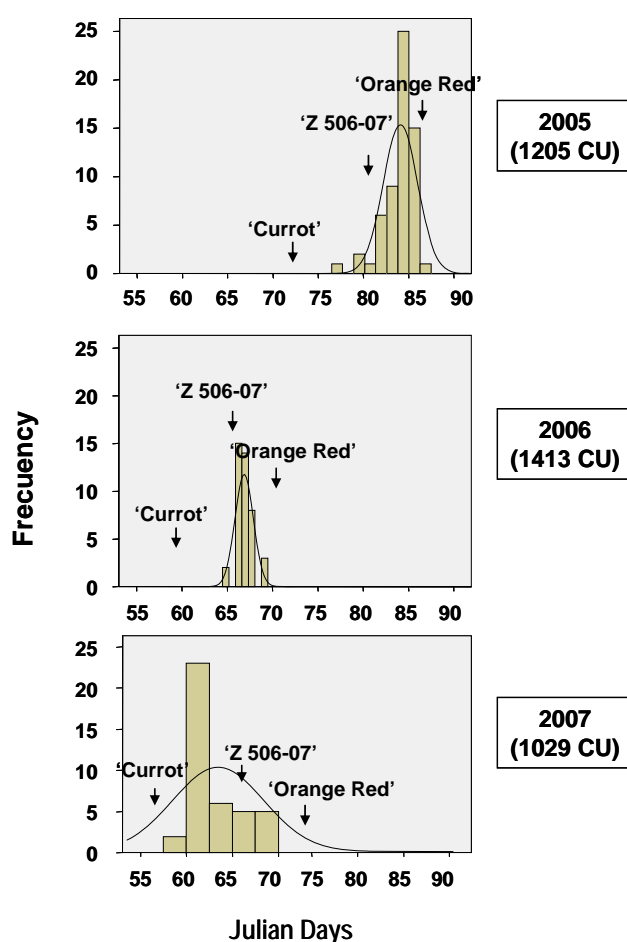 25
20
15
10
5
0
‘Orange Red’
‘Z 506-07’
‘Currot’
55 60 65 70 75 80 85 90
2005
(1205 CU)
25
20
15
10
5
0
‘Z 506-07’
‘Orange Red’
‘Currot’
55 60 65 70 75 80 85 90
2006
(1413 CU)
Frecuency
25
20
15
10
5
0
‘Z 506-07’
‘Currot’
‘Orange Red’
55 60 65 70 70 80 85 90
2007
(1029 CU)
Julian Days